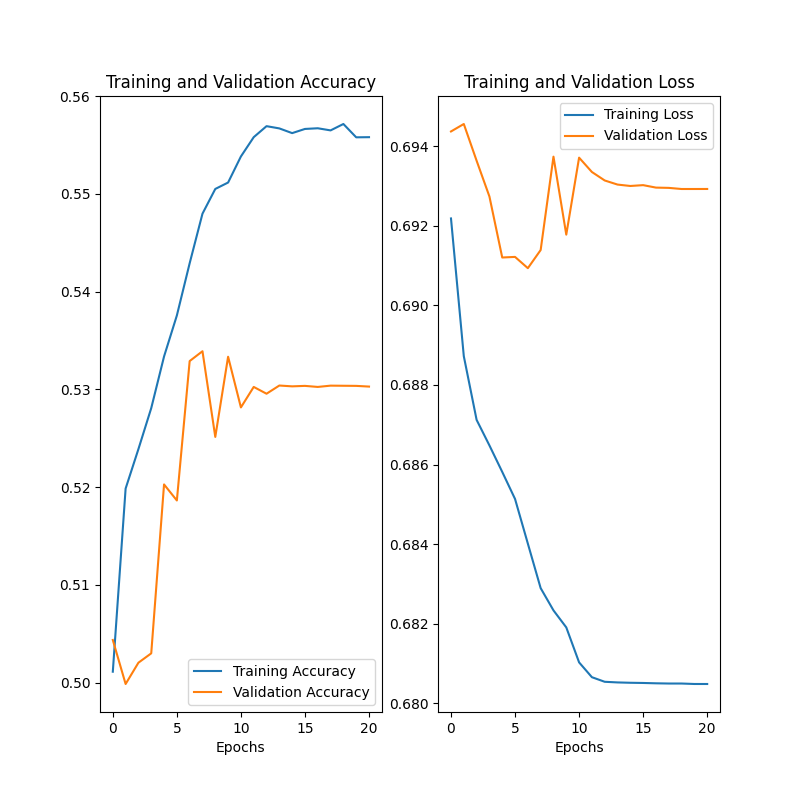 Training and Validation Accuracy
0.56
0.55
0.54
0.53
0.52
0.51
0.50
Training Accuracy
Validation Accuracy
0 5 10 15 20
Epochs
Training and Validation Loss
Training Loss
Validation Loss
0.694
0.692
0.690
0.688
0.686
0.684
0.682
0.680
0 5 10 15 20
Epochs